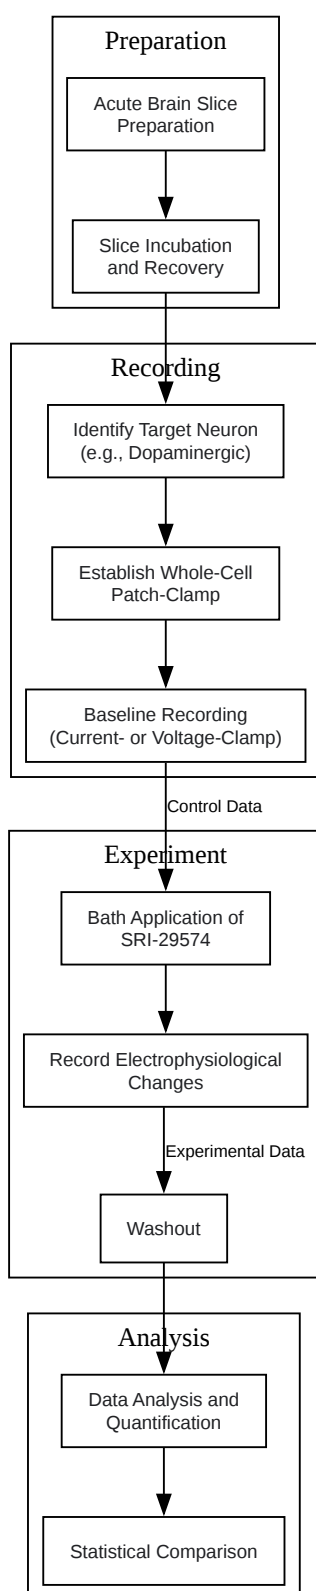 Preparation
Acute Brain Slice
Preparation
Slice Incubation
and Recovery
Recording
Identify Target Neuron
(e.g., Dopaminergic)
Establish Whole-Cell
Patch-Clamp
Baseline Recording
(Current- or Voltage-Clamp)
Control Data
Experiment
Bath Application of
SRI-29574
Record Electrophysiological
Changes
Experimental Data
Washout
Analysis
Data Analysis and
Quantification
Statistical Comparison